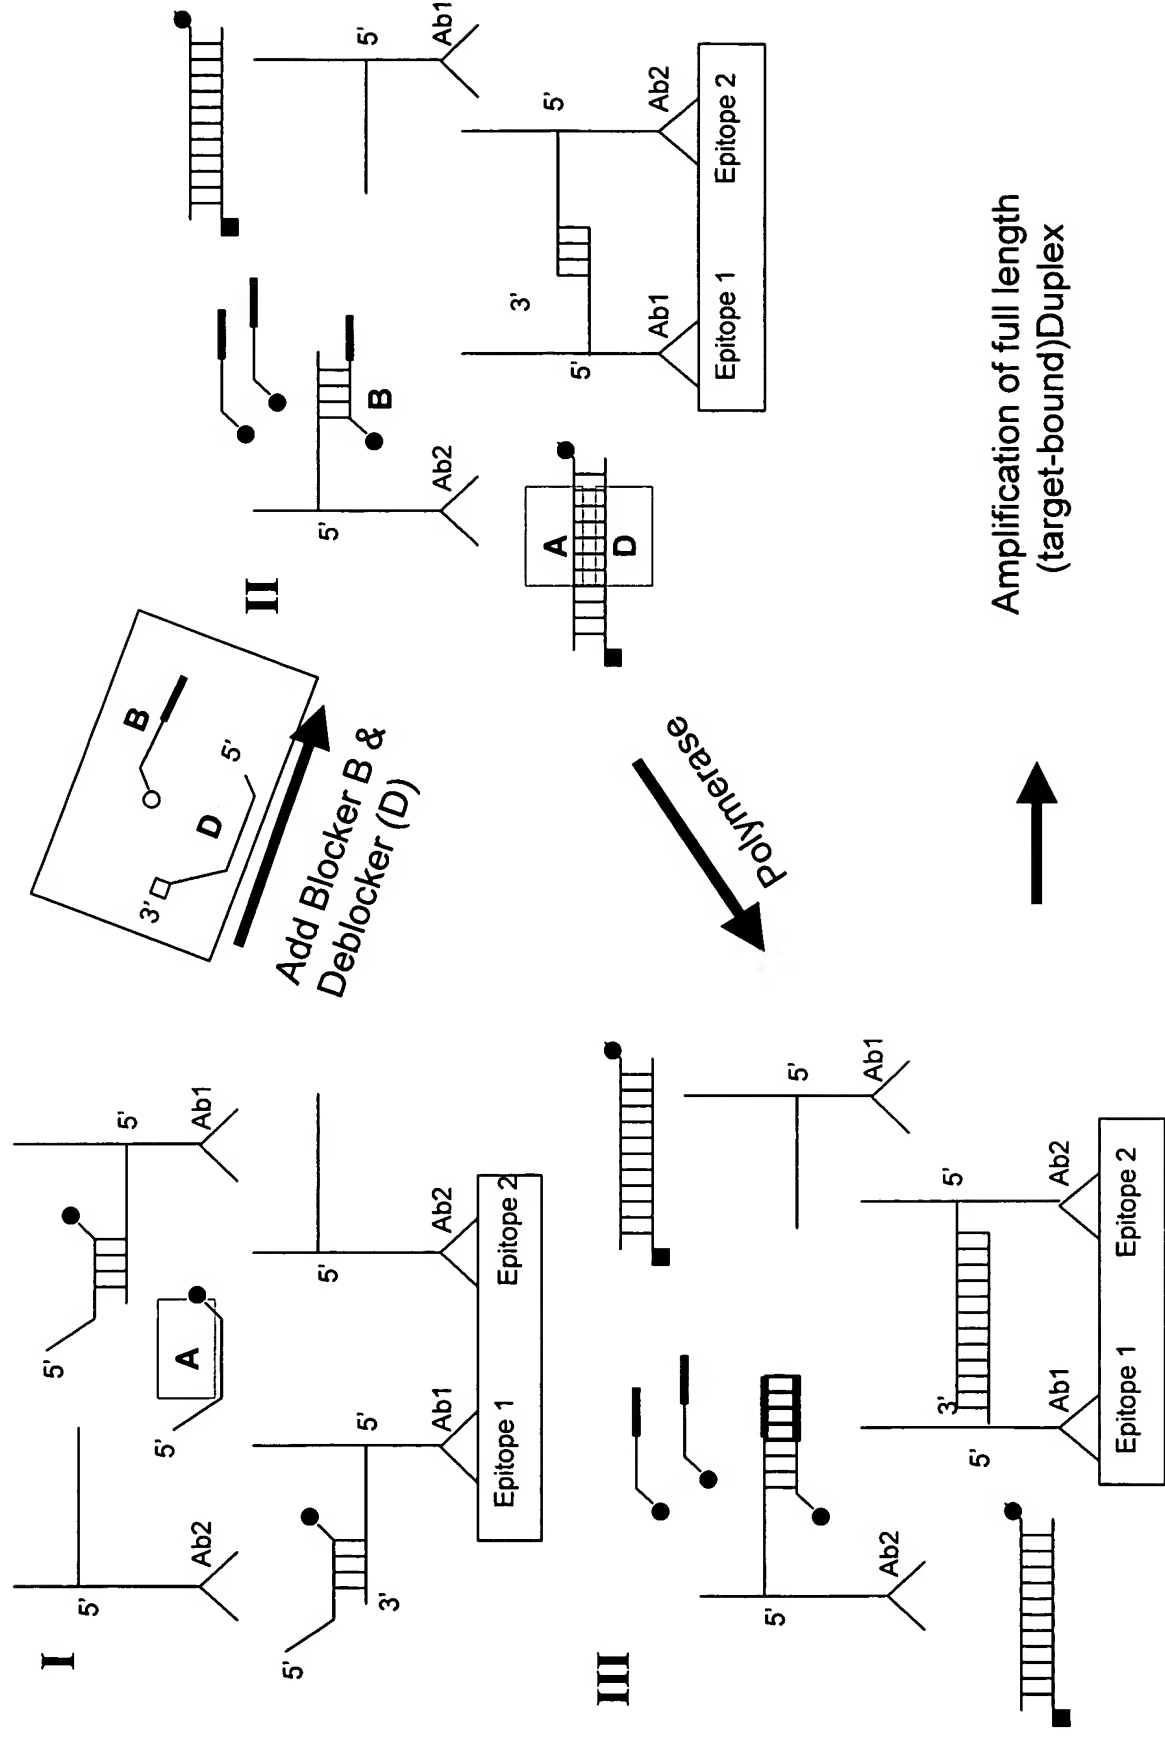 I
5'
5'
5'
5'
A
Ab2
Ab1
5'
5'
5'
3'
Ab1
Ab2
Epitope 1
Epitope 2
B
5'
D
3'
Add Blocker B &
Deblocker (D)
II
5'
5'
B
Ab2
Ab1
3'
5'
A
5'
D
Ab1
Ab2
Epitope 1
Epitope 2
Polymerase
III
5'
5'
Ab2
Ab1
3'
5'
5'
Ab1
Ab2
Epitope 1
Epitope 2
Amplification of full length
(target-bound)Duplex